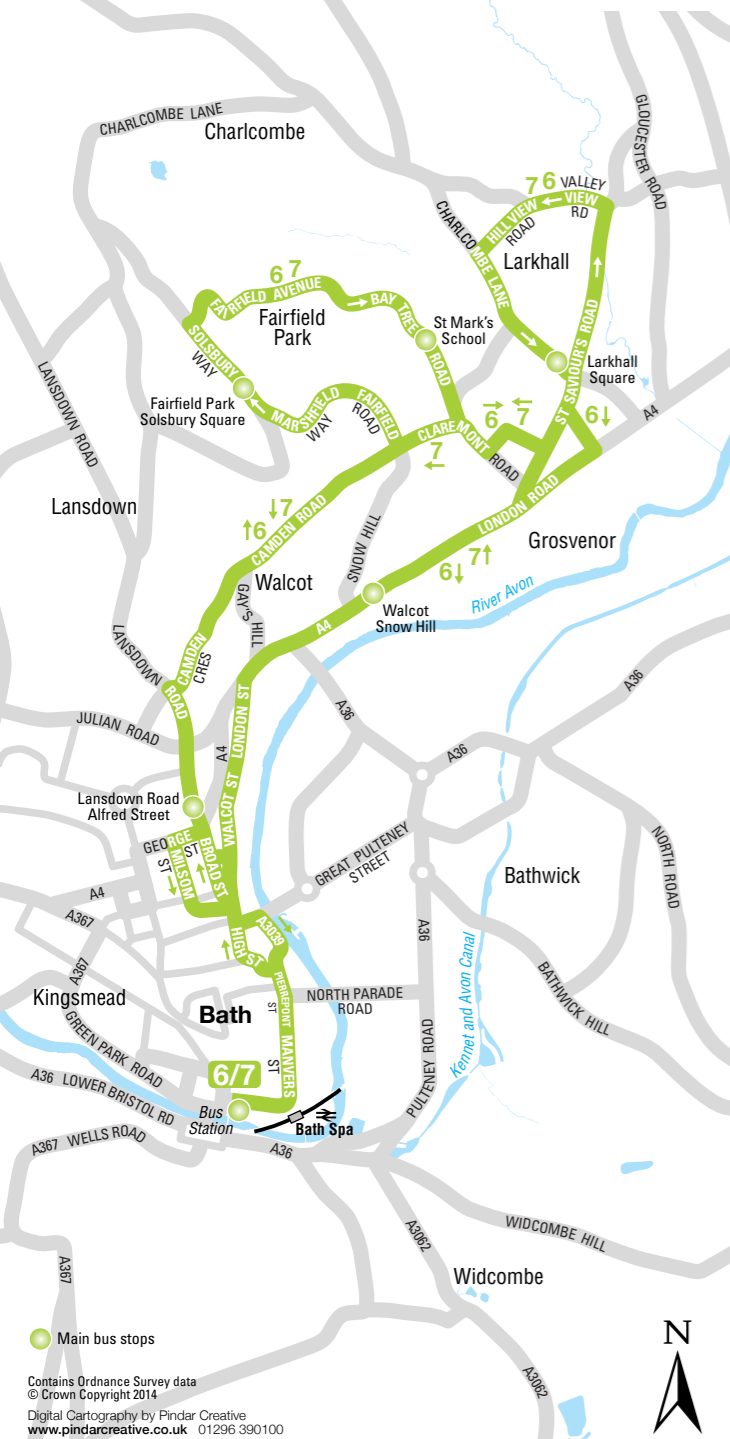 CHARLCOMBE LANE
Charlcombe
GLOUCESTER ROAD
7 6
VALLEY
VIEW
RD
HILL VIEW
ROAD
CHARLCOMBE LANE
Larkhall
6 7
FAIRFIELD AVENUE
BAY TREE ROAD
Fairfield
Park
St Mark's
School
SOLSBURY
WAY
Larkhall
Square
ST SAVIOUR'S ROAD
LANSDOWN ROAD
Fairfield Park
Solsbury Square
MARSHFIELD
WAY
FAIRFIELD
ROAD
CLAREMONT
ROAD
6 7
6
A4
7
Lansdown
7
6
CAMDEN ROAD
SNOW HILL
LONDON ROAD
Grosvenor
7
6
Walcot
GAY'S HILL
River Avon
Walcot
Snow Hill
A4
LANSDOWN
ROAD
CAMDEN
CRES
A36
A36
A36
JULIAN ROAD
A4
LONDON ST
WALCOT ST
Lansdown Road
Alfred Street
GEORGE
ST
MILSOM
ST
BROAD ST
GREAT PULTENEY
STREET
NORTH ROAD
Bathwick
A4
A367
A3039
HIGH ST
A36
A367
Kingsmead
Bath
PIERREPONT
ST
NORTH PARADE
ROAD
BATHWICK HILL
Kennet and Avon Canal
GREEN PARK ROAD
MANVERS
ST
PULTENEY ROAD
6/7
A36 LOWER BRISTOL RD
Bus
Station
Bath Spa
A367 WELLS ROAD
A36
A3062
WIDCOMBE HILL
A367
Widcombe
Main bus stops
N
A3062
Contains Ordnance Survey data
© Crown Copyright 2014
Digital Cartography by Pindar Creative
www.pindarcreative.co.uk 01296 390100